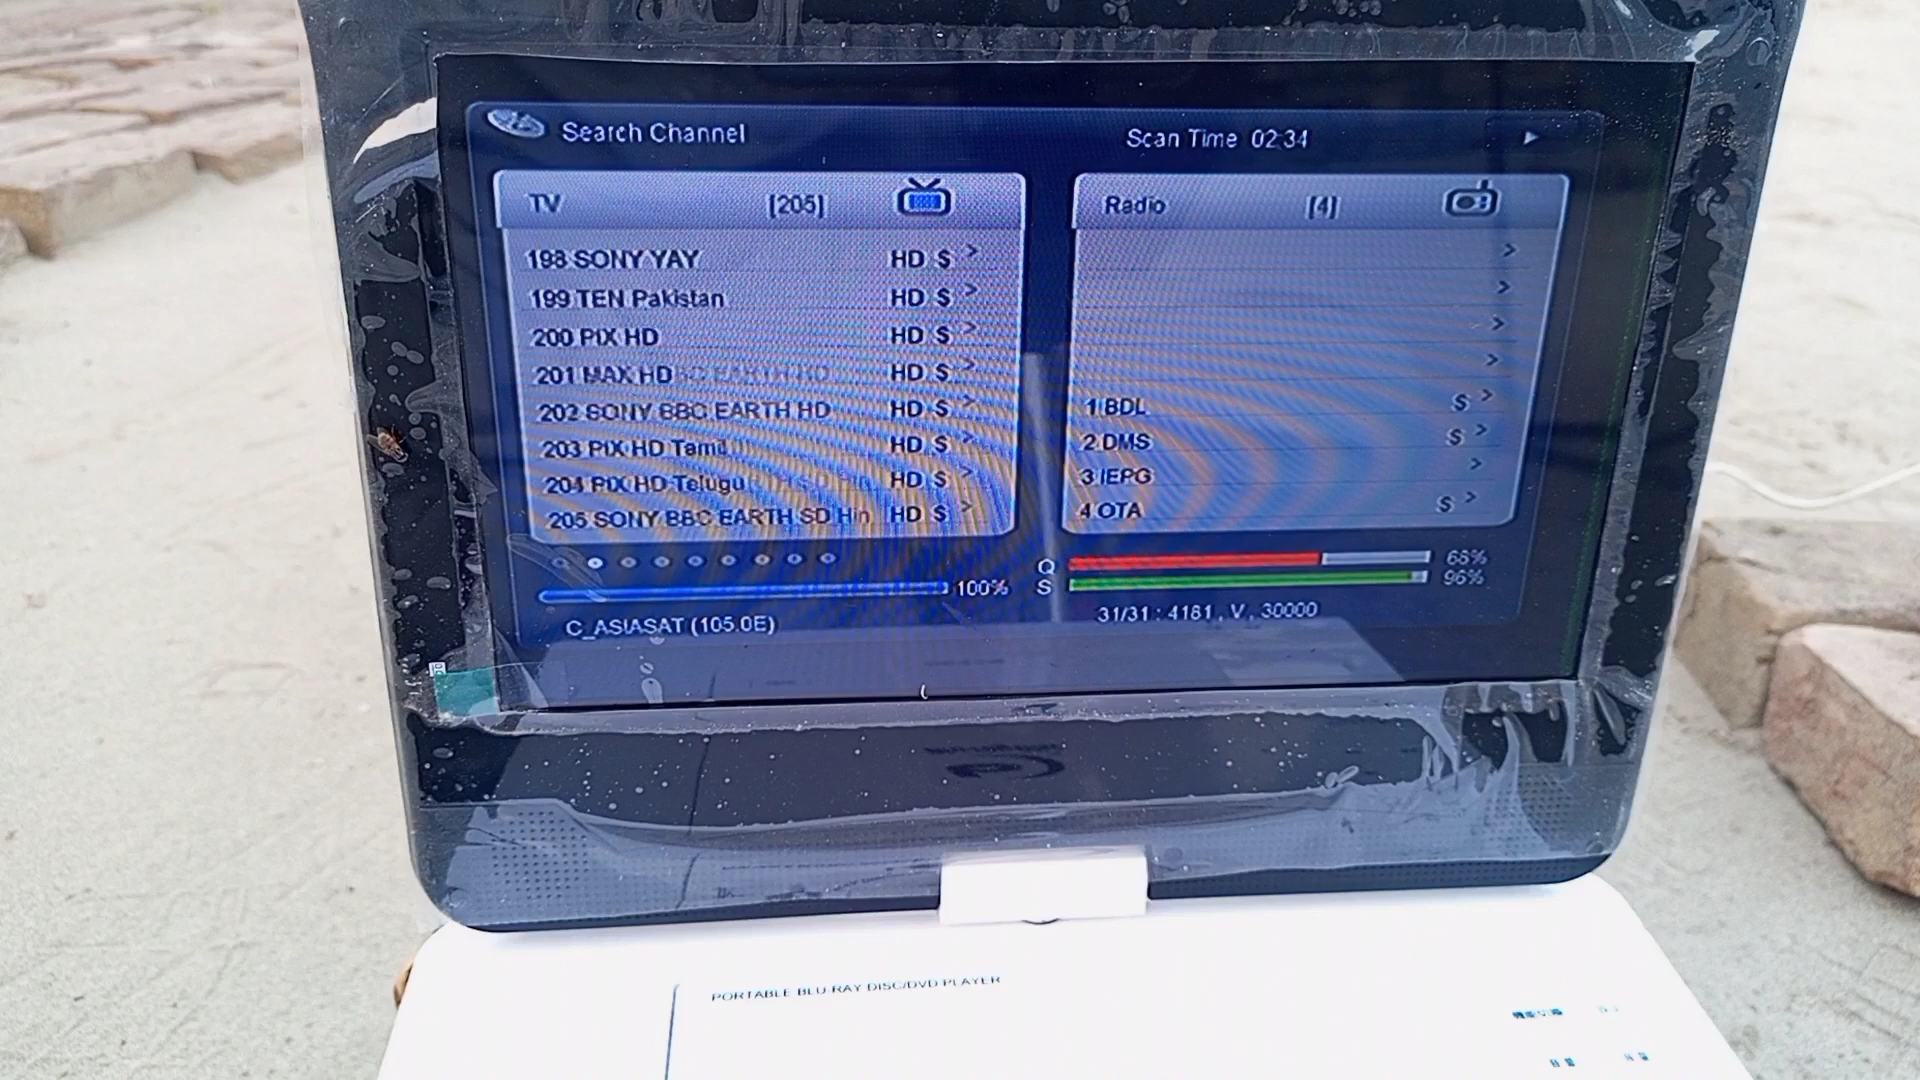 Search Channel
Scan Time 02:34
TV [205]
198 SONY YAY HD $ >
199 TEN Pakistan HD $ >
200 PIX HD HD $ >
201 MAX HD HD $ >
202 SONY BBC EARTH HD HD $ >
203 PIX HD Tamil HD $ >
204 PIX HD Telugu HD $ >
205 SONY BBC EARTH SD Hin HD $ >
Radio [4]
>
>
>
>
1 BDL $ >
2 DMS $ >
3 IEPG >
4 OTA $ >
100%
Q 68%
S 96%
C_ASIASAT (105.0E)
31/31 : 4181 , V , 30000
PORTABLE BLU-RAY DISC/DVD PLAYER